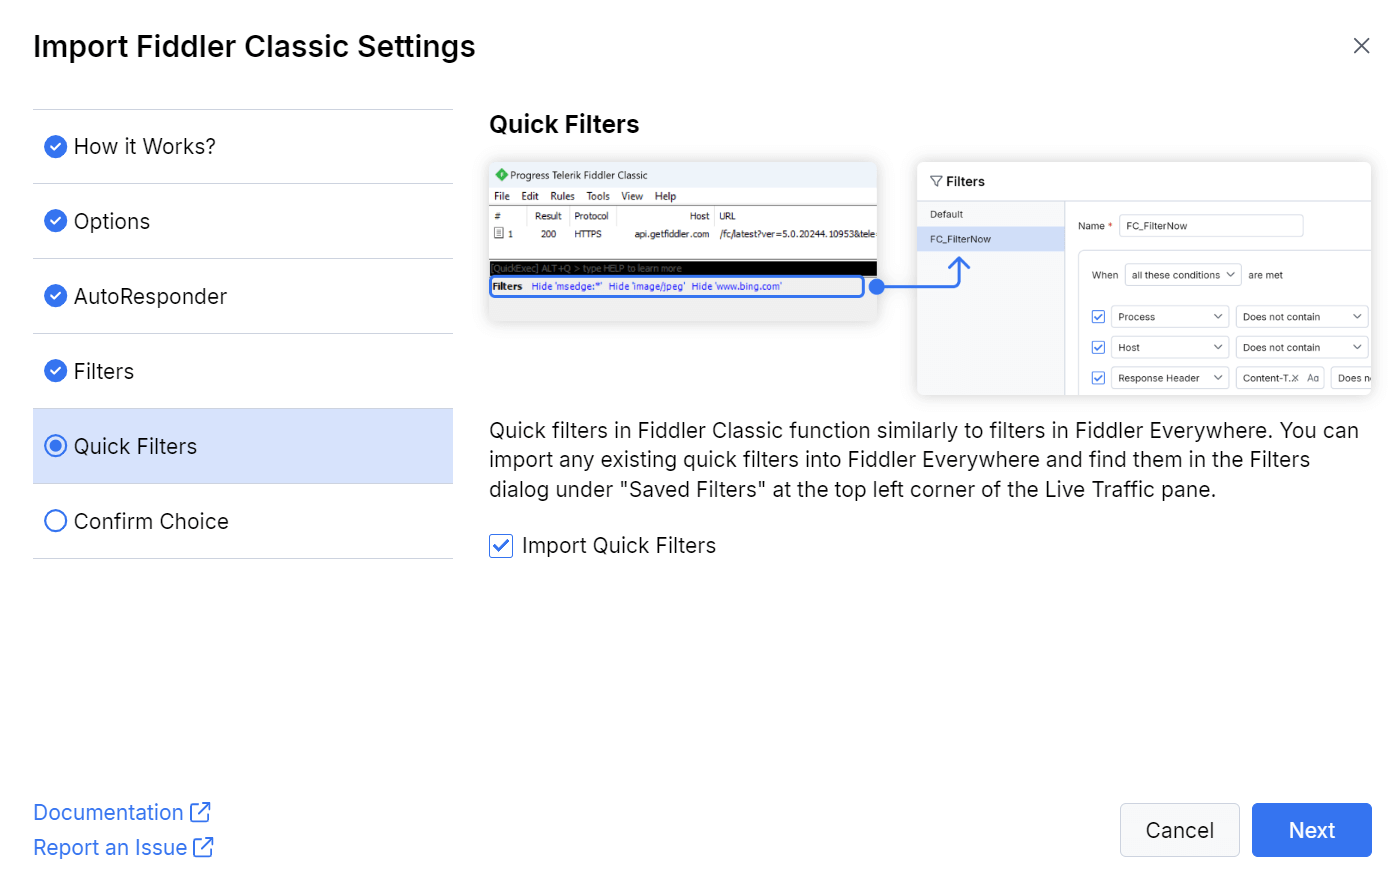 Import Fiddler Classic Settings
How it Works?
Options
AutoResponder
Filters
Quick Filters
Confirm Choice
Quick Filters
Progress Telerik Fiddler Classic
File Edit Rules Tools View Help
# Result Protocol Host URL
1 200 HTTPS api.getfiddler.com /fc/latest?ver=5.0.20244.10953&tele
[QuickExec] ALT+Q > type HELP to learn more
Filters Hide 'msedge:*' Hide 'image/jpeg' Hide 'www.bing.com'
Filters
Default
FC_FilterNow
Name * FC_FilterNow
When all these conditions are met
Process Does not contain
Host Does not contain
Response Header Content-T.. Aa Does n
Quick filters in Fiddler Classic function similarly to filters in Fiddler Everywhere. You can
import any existing quick filters into Fiddler Everywhere and find them in the Filters
dialog under "Saved Filters" at the top left corner of the Live Traffic pane.
Import Quick Filters
Documentation
Report an Issue
Cancel
Next